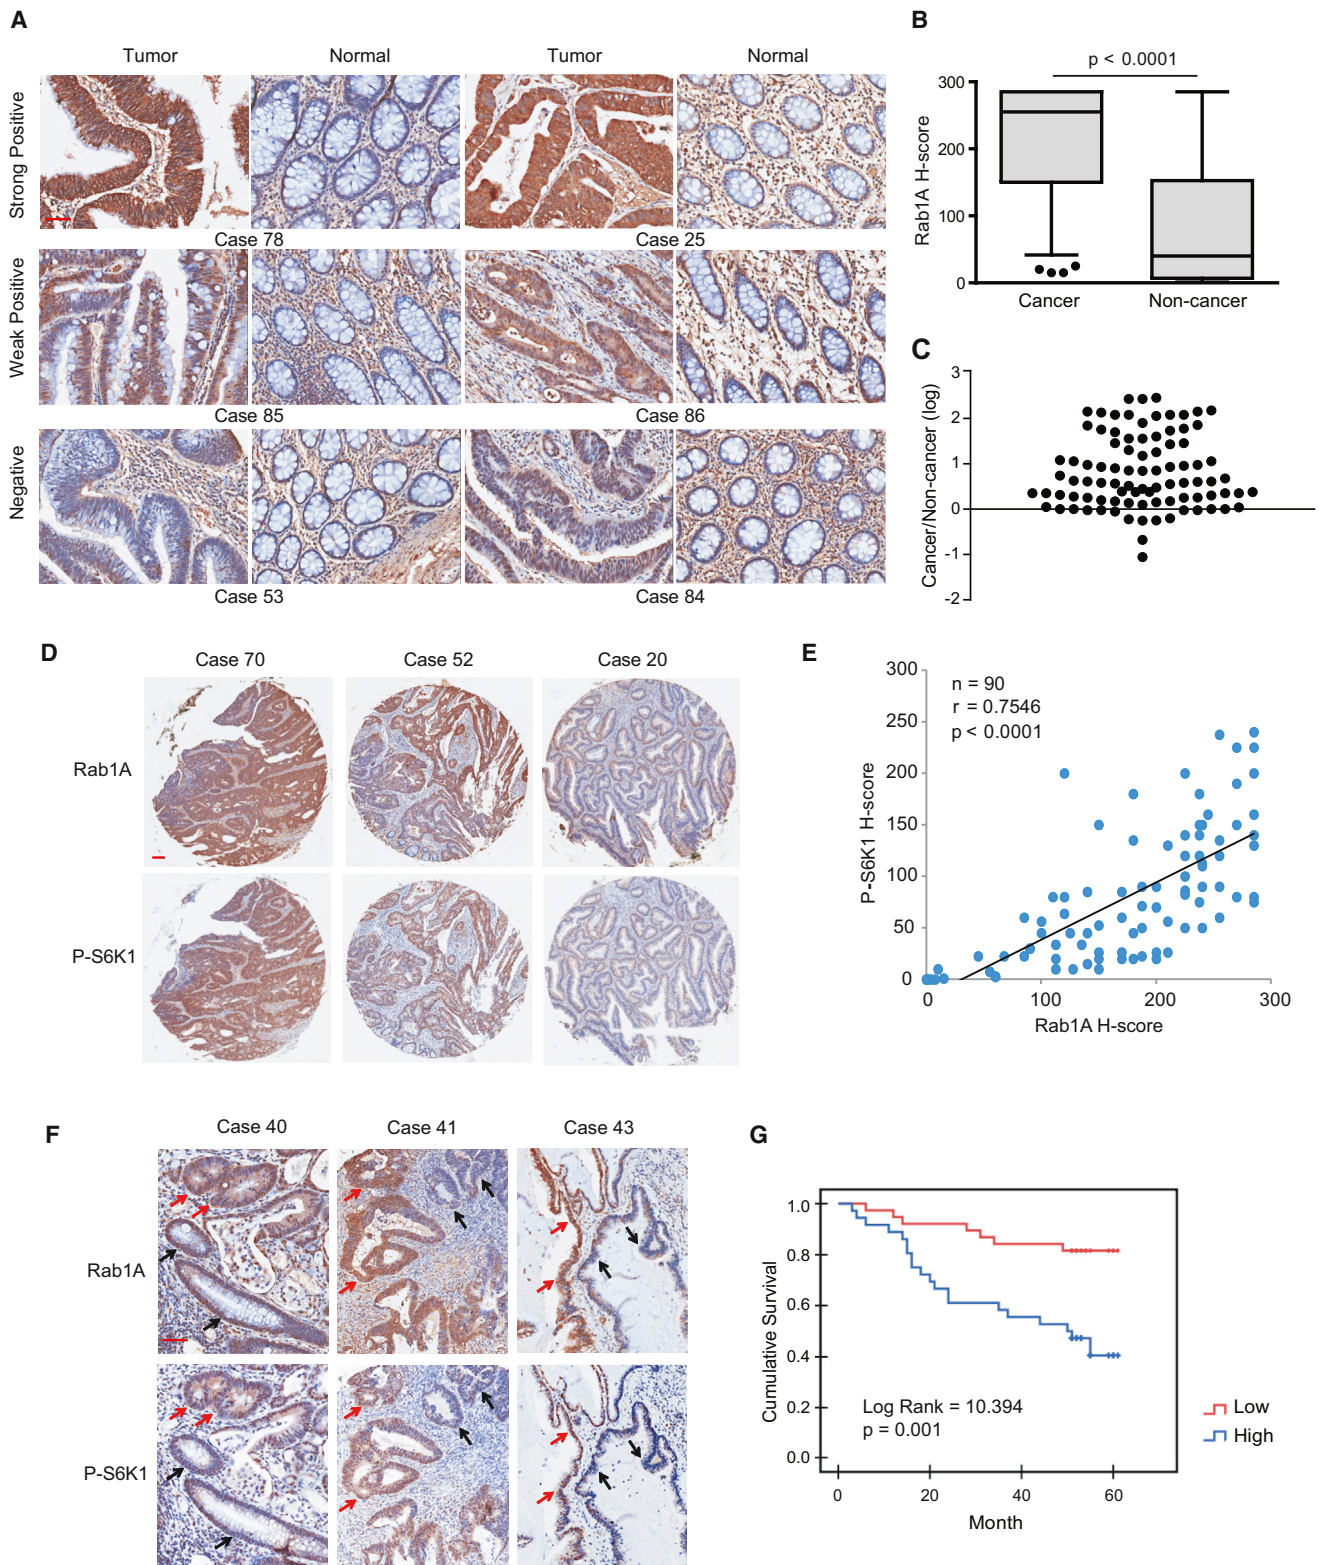 A
Tumor Normal Tumor Normal
Strong Positive
Case 78 Case 25
Weak Positive
Case 85 Case 86
Negative
Case 53 Case 84
B
p < 0.0001
Rab1A H-score
300
200
100
0
Cancer Non-cancer
C
Cancer/Non-cancer (log)
3
2
1
0
-1
-2
D
Case 70 Case 52 Case 20
Rab1A
P-S6K1
E
n = 90
r = 0.7546
p < 0.0001
P-S6K1 H-score
300
250
200
150
100
50
0
0 100 200 300
Rab1A H-score
F
Case 40 Case 41 Case 43
Rab1A
P-S6K1
G
Cumulative Survival
1.0
0.8
0.6
0.4
0.2
0.0
Log Rank = 10.394
p = 0.001
Low
High
0 20 40 60
Month